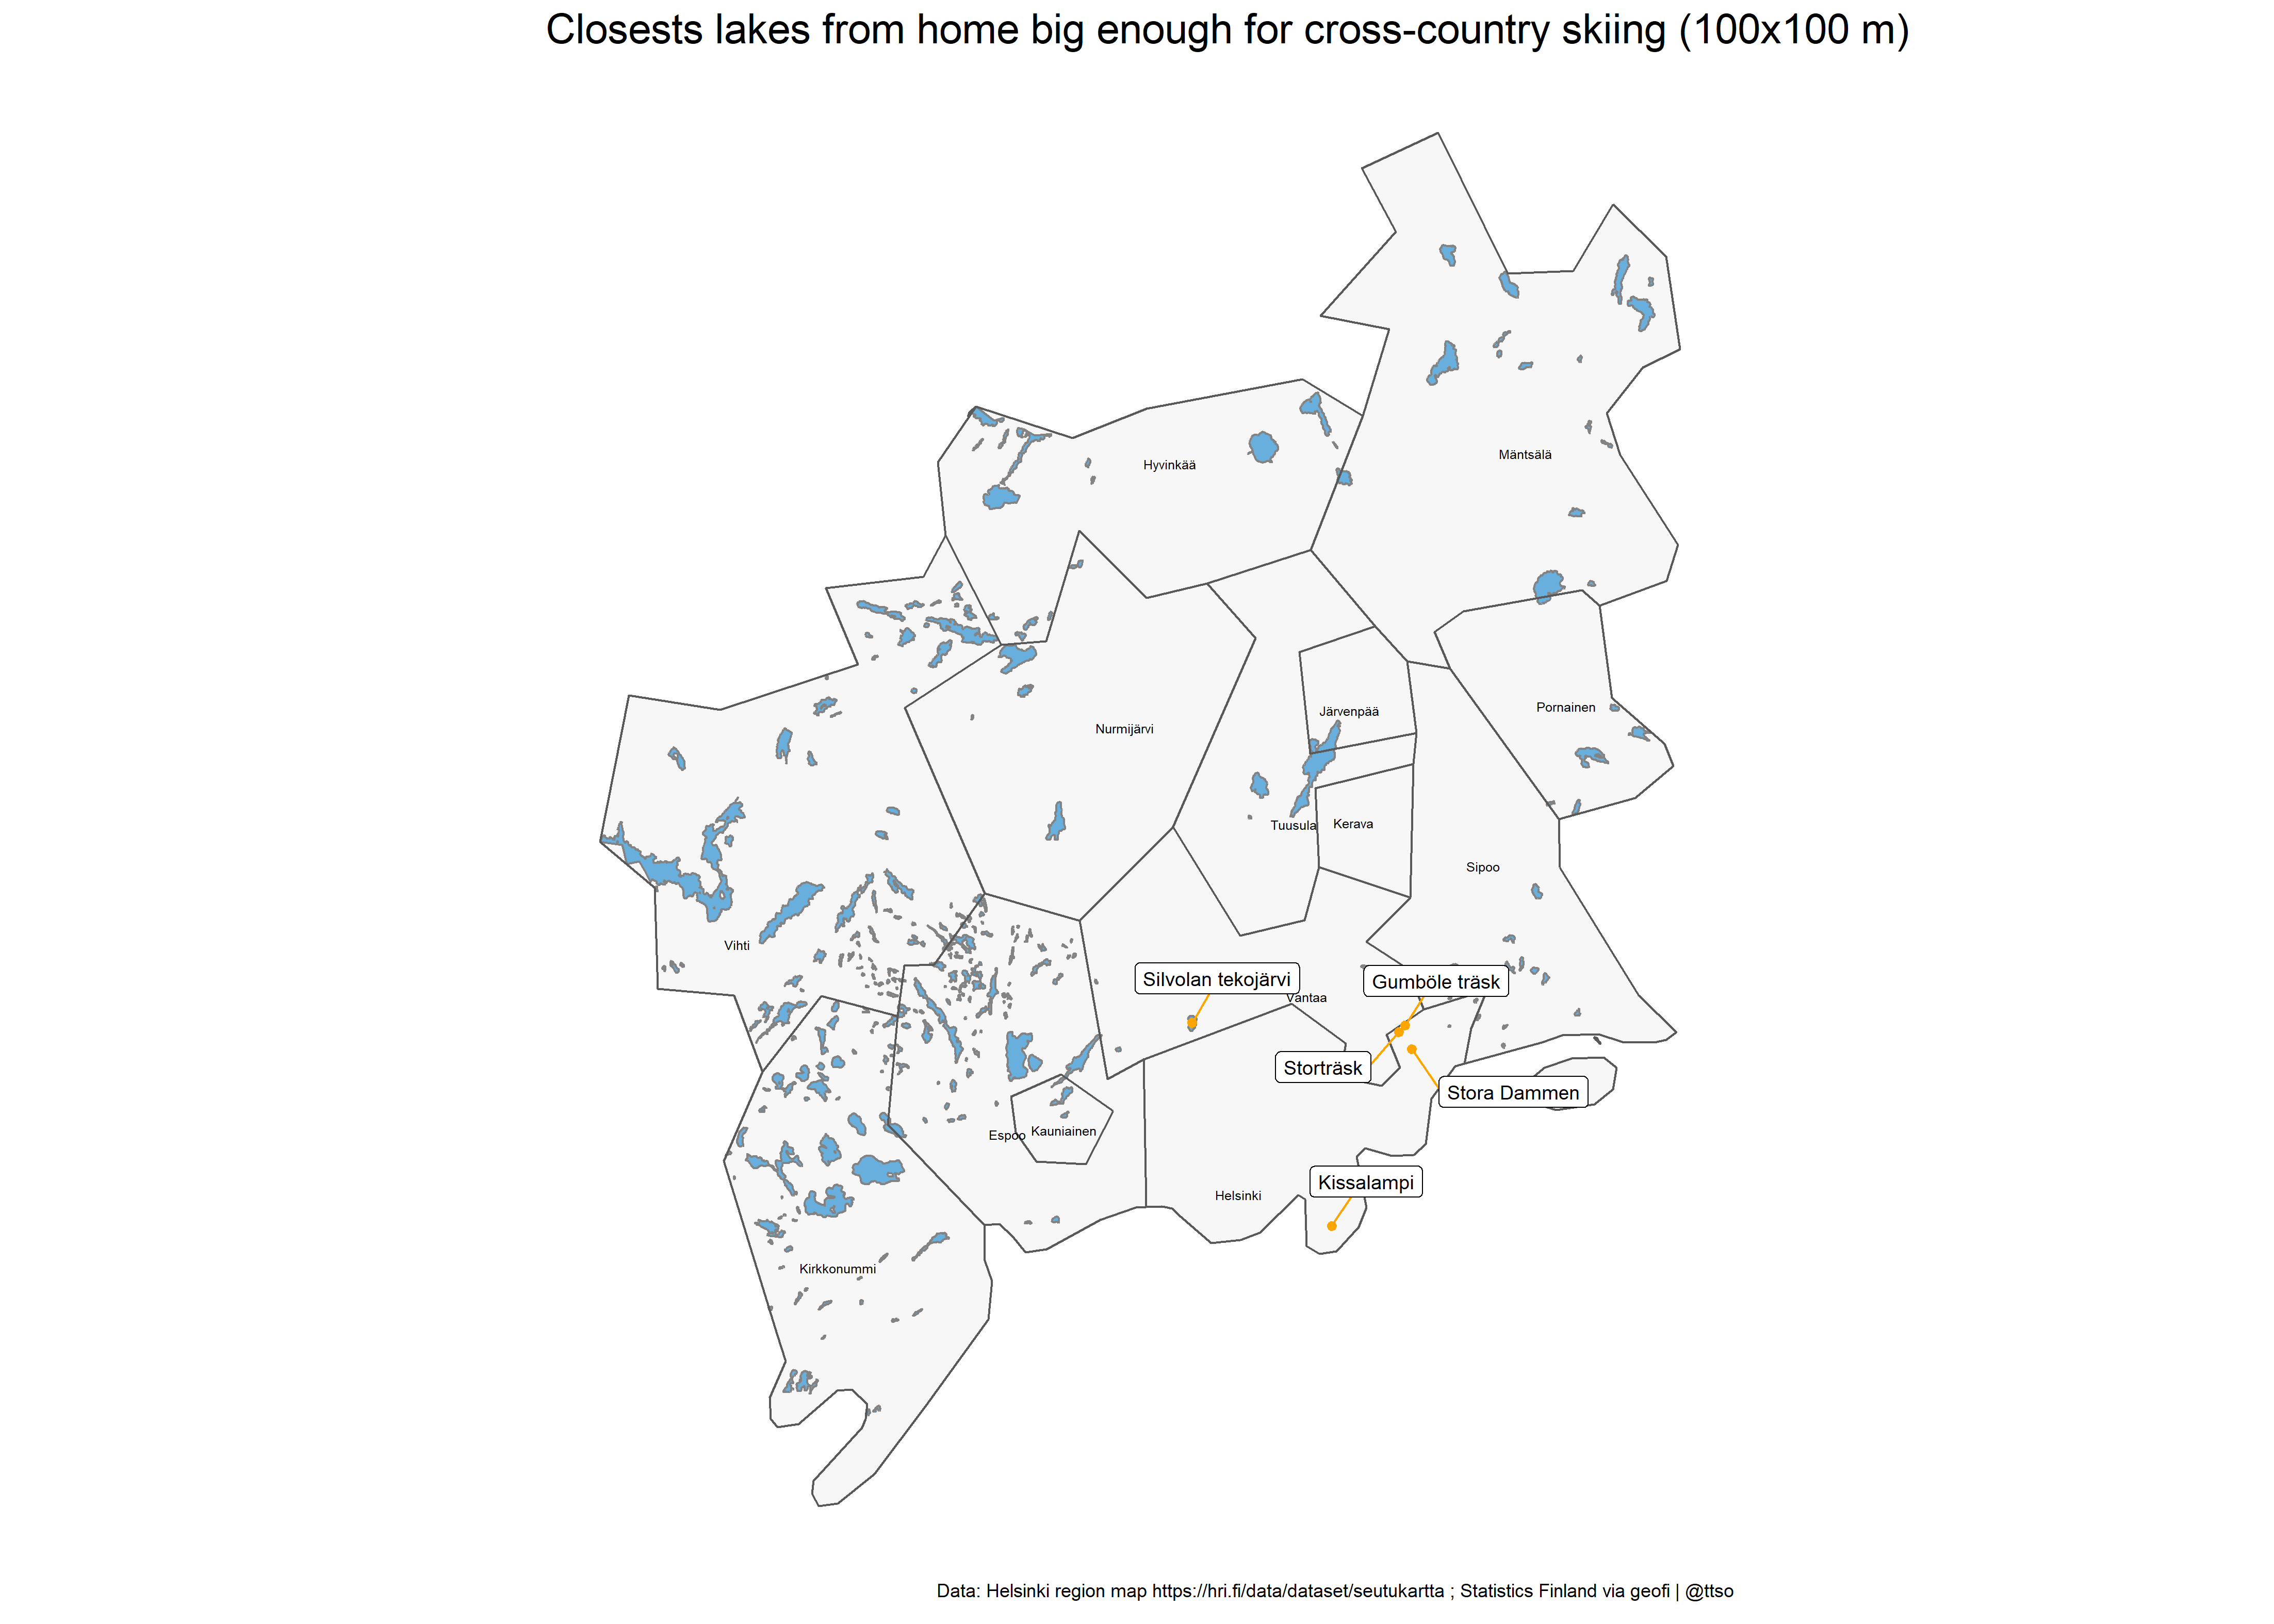 Closests lakes from home big enough for cross-country skiing (100x100 m)
Mäntsälä
Hyvinkää
Pornainen
Järvenpää
Nurmijärvi
Kerava
Tuusula
Sipoo
Vihti
Silvolan tekojärvi
Gumböle träsk
Vantaa
Storträsk
Stora Dammen
Kauniainen
Espoo
Kissalampi
Helsinki
Kirkkonummi
Data: Helsinki region map https://hri.fi/data/dataset/seutukartta ; Statistics Finland via geofi | @ttso